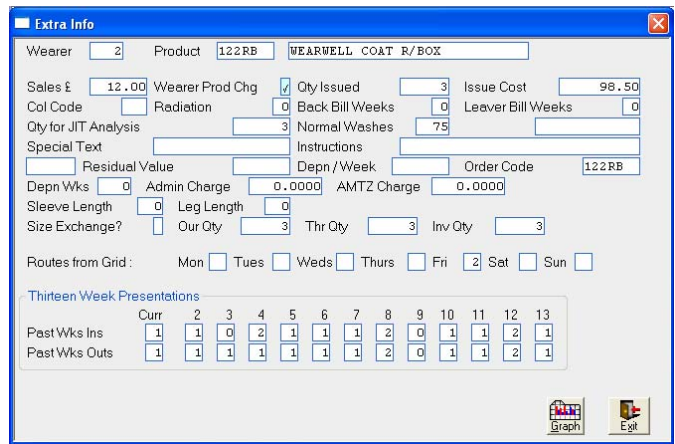 Extra Info
Wearer 2 Product 122RB WEARWELL COAT R/BOX
Sales £ 12.00 Wearer Prod Chg ✓ Qty Issued 3 Issue Cost 98.50
Col Code Radiation 0 Back Bill Weeks 0 Leaver Bill Weeks 0
Qty for JIT Analysis 3 Normal Washes 75
Special Text Instructions
Residual Value Depn / Week Order Code 122RB
Depn Wks 0 Admin Charge 0.0000 AMTZ Charge 0.0000
Sleeve Length 0 Leg Length 0
Size Exchange? Our Qty 3 Thr Qty 3 Inv Qty 3
Routes from Grid : Mon Tues Weds Thurs Fri 2 Sat Sun
Thirteen Week Presentations
Curr 2 3 4 5 6 7 8 9 10 11 12 13
Past Wks Ins 1 1 0 2 1 1 1 2 0 1 1 2 1
Past Wks Outs 1 1 1 1 1 1 1 2 0 1 1 2 1
Graph Exit